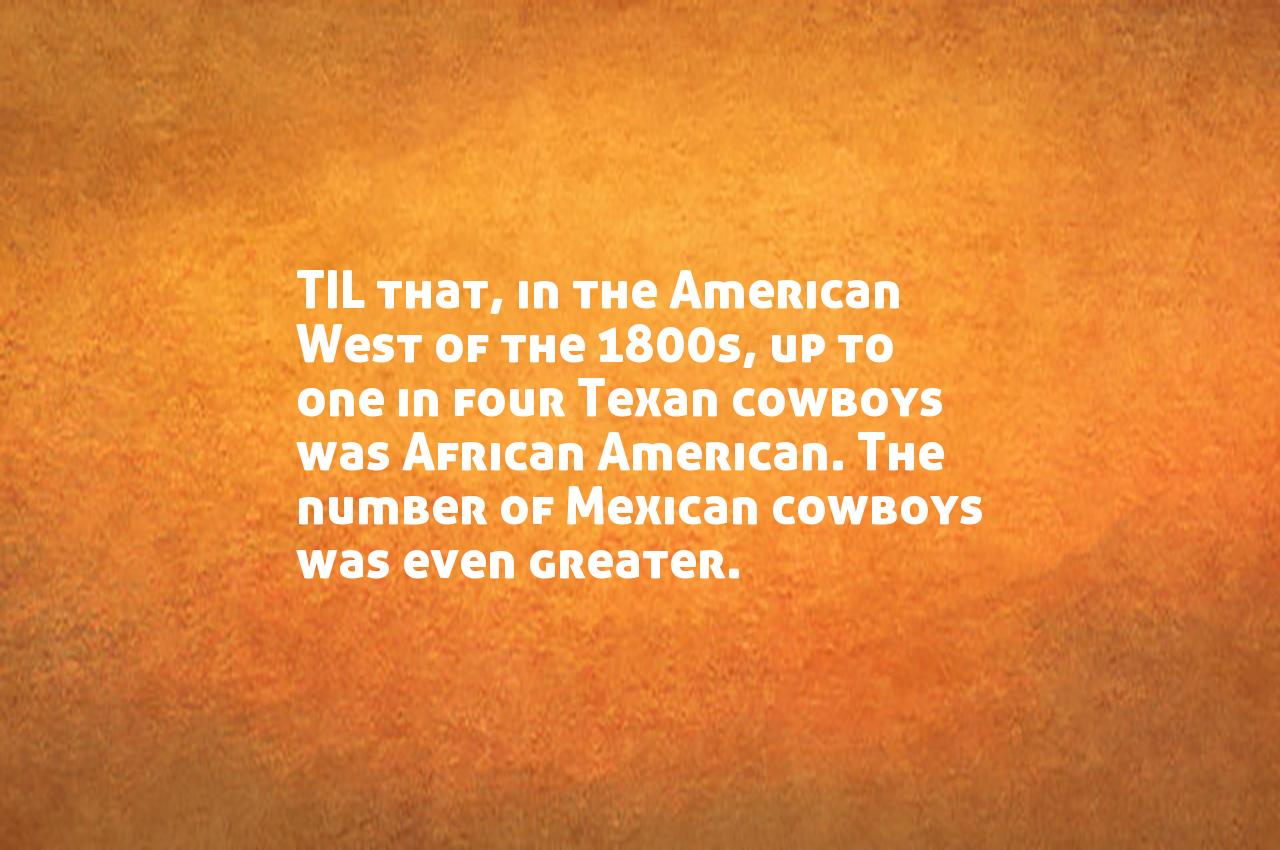 TIL that, in the American
West of the 1800s, up to
one in four Texan cowboys
was African American. The
number of Mexican cowboys
was even greater.